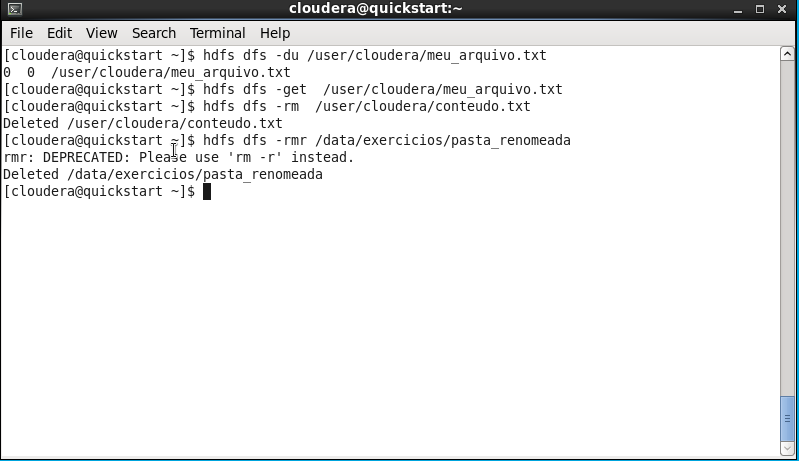 cloudera@quickstart:~
File Edit View Search Terminal Help
[cloudera@quickstart ~]$ hdfs dfs -du /user/cloudera/meu_arquivo.txt
0  0  /user/cloudera/meu_arquivo.txt
[cloudera@quickstart ~]$ hdfs dfs -get  /user/cloudera/meu_arquivo.txt
[cloudera@quickstart ~]$ hdfs dfs -rm  /user/cloudera/conteudo.txt
Deleted /user/cloudera/conteudo.txt
[cloudera@quickstart ~]$ hdfs dfs -rmr /data/exercicios/pasta_renomeada
rmr: DEPRECATED: Please use 'rm -r' instead.
Deleted /data/exercicios/pasta_renomeada
[cloudera@quickstart ~]$